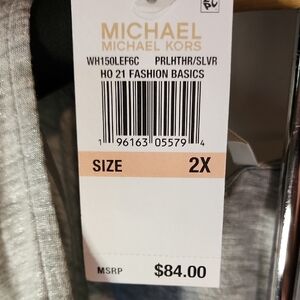 MICHAEL
MICHAEL KORS
WH150LEF6C PRLHTHR/SLVR
HO 21 FASHION BASICS
1 96163 05579 4
SIZE 2X
MSRP $84.00